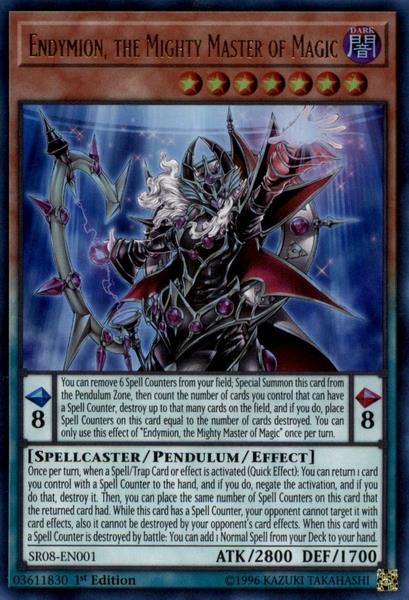 ENDYMION, THE MIGHTY MASTER OF MAGIC
DARK
闇
You can remove 6 Spell Counters from your field; Special Summon this card
from the Pendulum Zone, then count the number of cards you control that can
have a Spell Counter, destroy up to that many cards on the field, and if you do, place
Spell Counters on this card equal to the number of cards destroyed. You can
only use this effect of "Endymion, the Mighty Master of Magic" once per turn.
8
8
[SPELLCASTER/PENDULUM/EFFECT]
Once per turn, when a Spell/Trap Card or effect is activated (Quick Effect): You can return 1 card
you control with a Spell Counter to the hand, and if you do, negate the activation, and if you
do that, destroy it. Then, you can place the same number of Spell Counters on this card that
the returned card had. While this card has a Spell Counter, your opponent cannot target it with
card effects, also it cannot be destroyed by your opponent's card effects. When this card with
a Spell Counter is destroyed by battle: You can add 1 Normal Spell from your Deck to your hand.
SR08-EN001
ATK/2800 DEF/1700
03611830 1st Edition
©1996 KAZUKI TAKAHASHI